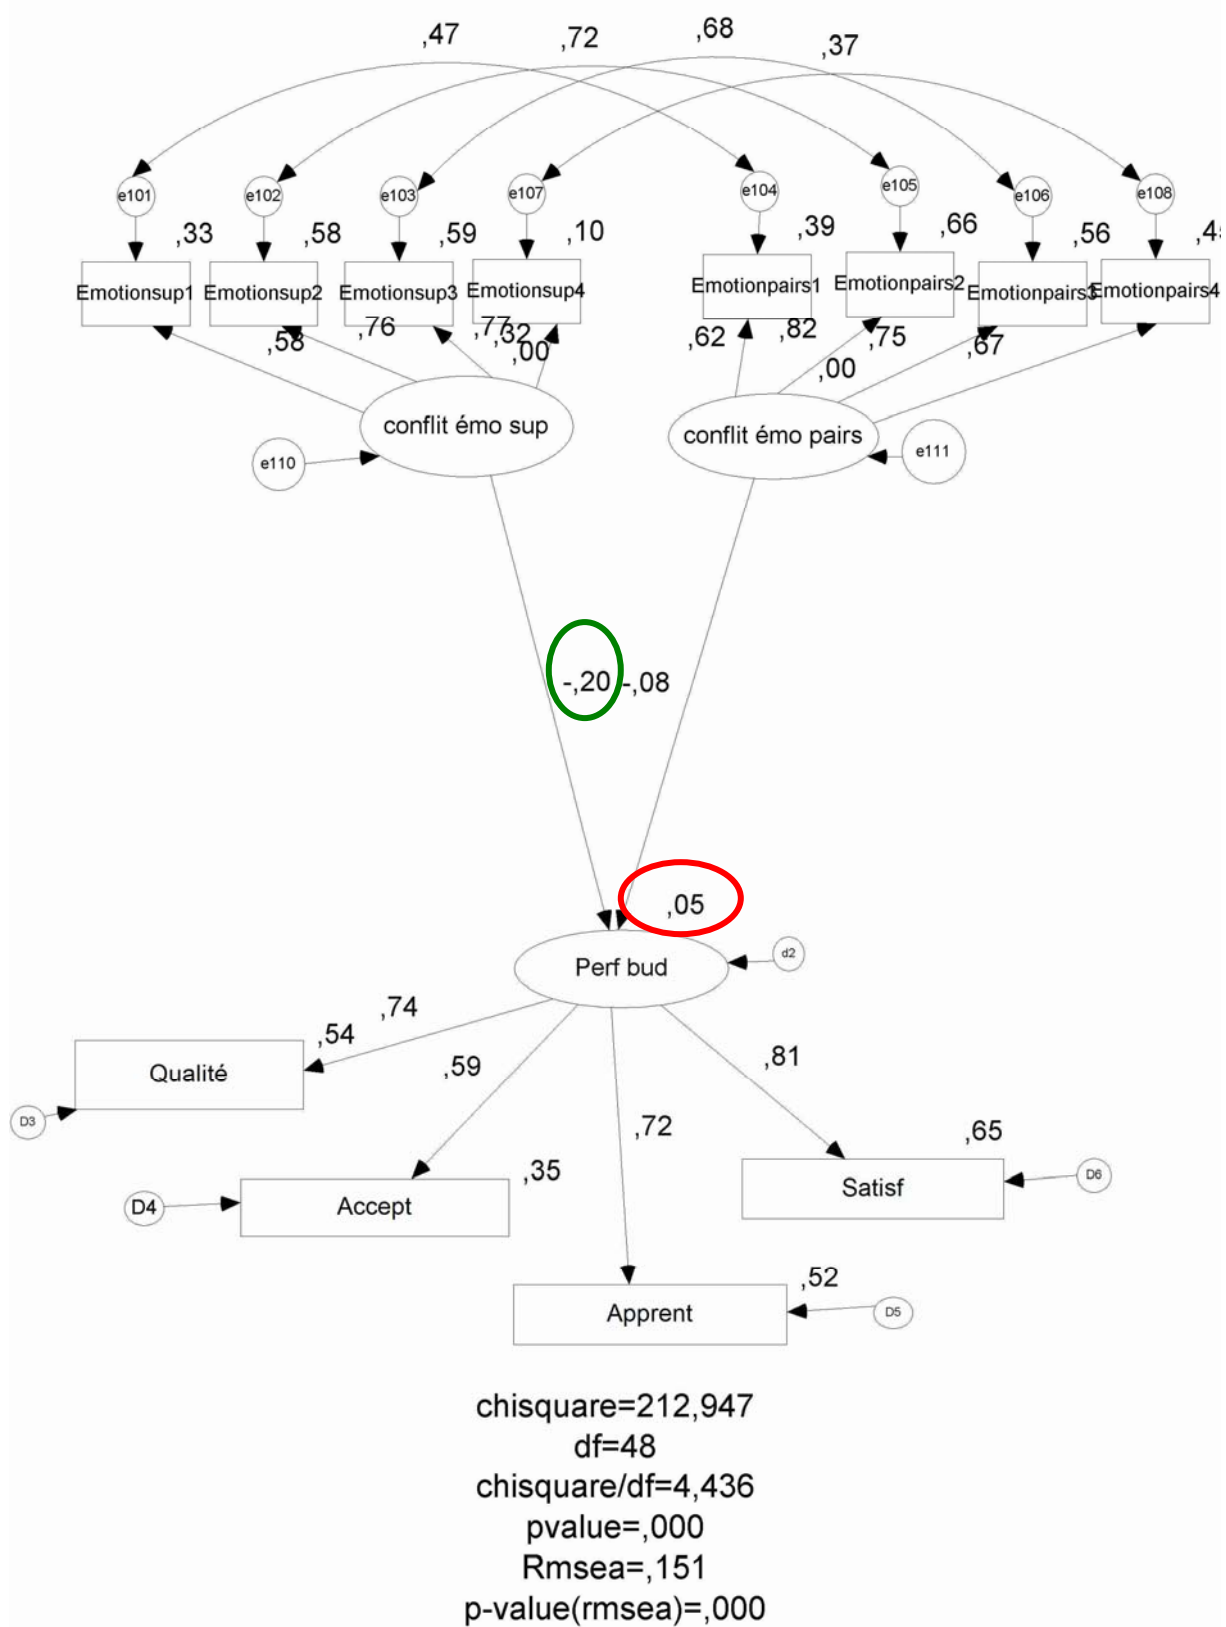 ,47
,72
,68
,37
e101
e102
e103
e107
e104
e105
e106
e108
,33
,58
,59
,10
,39
,66
,56
Emotionsup1
Emotionsup2
Emotionsup3
Emotionsup4
Emotionpairs1
Emotionpairs2
Emotionpairs3
Emotionpairs4
,58
,76
,77
,32
,00
,62
,82
,00
,75
,67
conflit émo sup
conflit émo pairs
e110
e111
-,20
-,08
,05
Perf bud
d2
,74
,54
,59
,72
,81
Qualité
D3
,35
D4
Accept
,65
Satisf
D6
,52
Apprent
D5
chisquare=212,947
df=48
chisquare/df=4,436
pvalue=,000
Rmsea=,151
p-value(rmsea)=,000